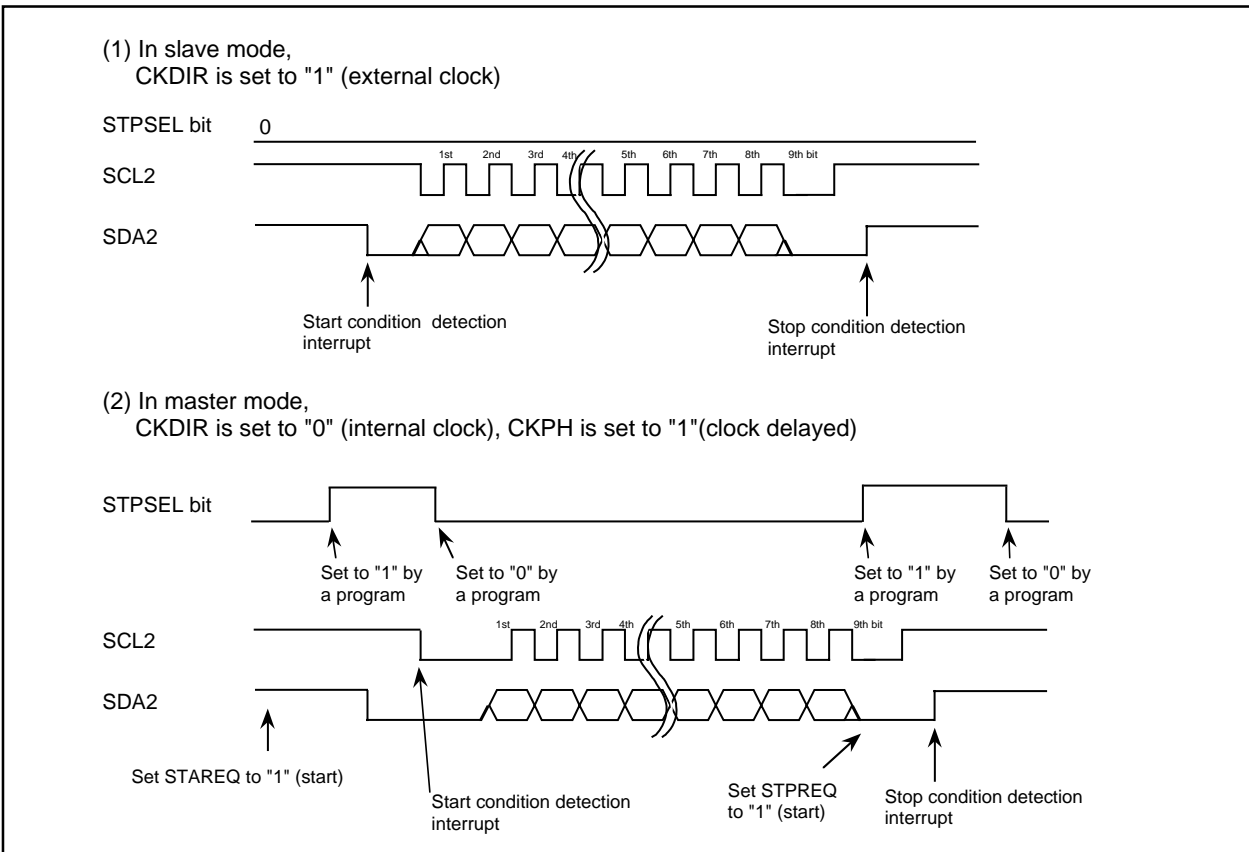 (1) In slave mode,
CKDIR is set to "1" (external clock)
STPSEL bit
0
1st 2nd 3rd 4th 5th 6th 7th 8th 9th bit
SCL2
SDA2
Start condition detection
interrupt
Stop condition detection
interrupt
(2) In master mode,
CKDIR is set to "0" (internal clock), CKPH is set to "1"(clock delayed)
STPSEL bit
Set to "1" by
a program
Set to "0" by
a program
Set to "1" by
a program
Set to "0" by
a program
1st 2nd 3rd 4th 5th 6th 7th 8th 9th bit
SCL2
SDA2
Set STAREQ to "1" (start)
Start condition detection
interrupt
Set STPREQ
to "1" (start)
Stop condition detection
interrupt